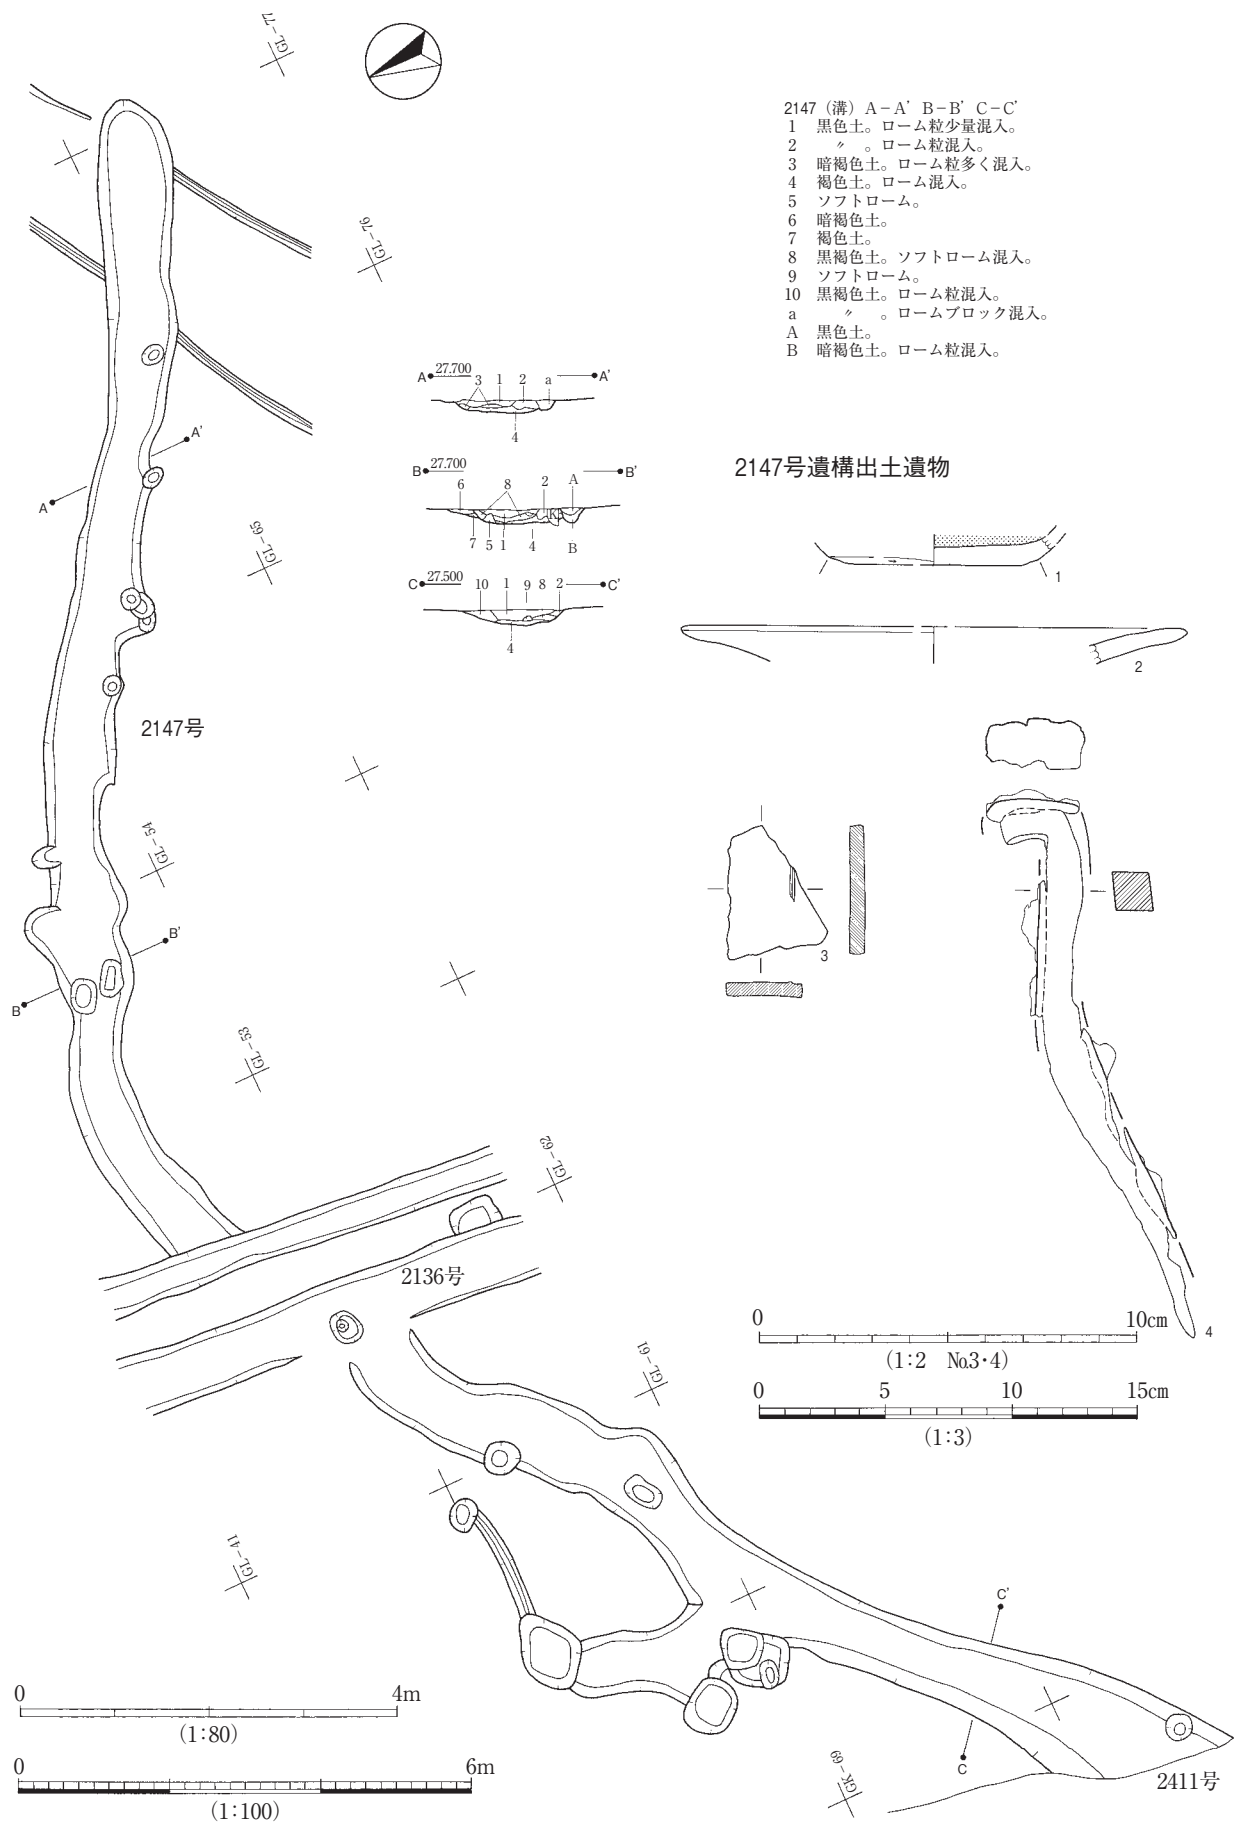 GL-77
GL-76
2147（溝）A-A' B-B' C-C'
1 黒色土。ローム粒少量混入。
2 〃 。ローム粒混入。
3 暗褐色土。ローム粒多く混入。
4 褐色土。ローム混入。
5 ソフトローム。
6 暗褐色土。
7 褐色土。
8 黒褐色土。ソフトローム混入。
9 ソフトローム。
10 黒褐色土。ローム粒混入。
a 〃 。ロームブロック混入。
A 黒色土。
B 暗褐色土。ローム粒混入。
A 27.700 A'
3 1 2 a
4
B 27.700 B'
6 8 2 A
K
7 5 1 4 B
C 27.500 C'
10 1 9 8 2
4
A'
A
GL-65
2147号
GL-54
B'
B
GL-53
GL-62
2136号
GL-61
GL-41
2147号遺構出土遺物
1
2
3
4
0 10cm
(1:2 №3・4)
0 5 10 15cm
(1:3)
C'
C
GK-69
2411号
0 4m
(1:80)
0 6m
(1:100)